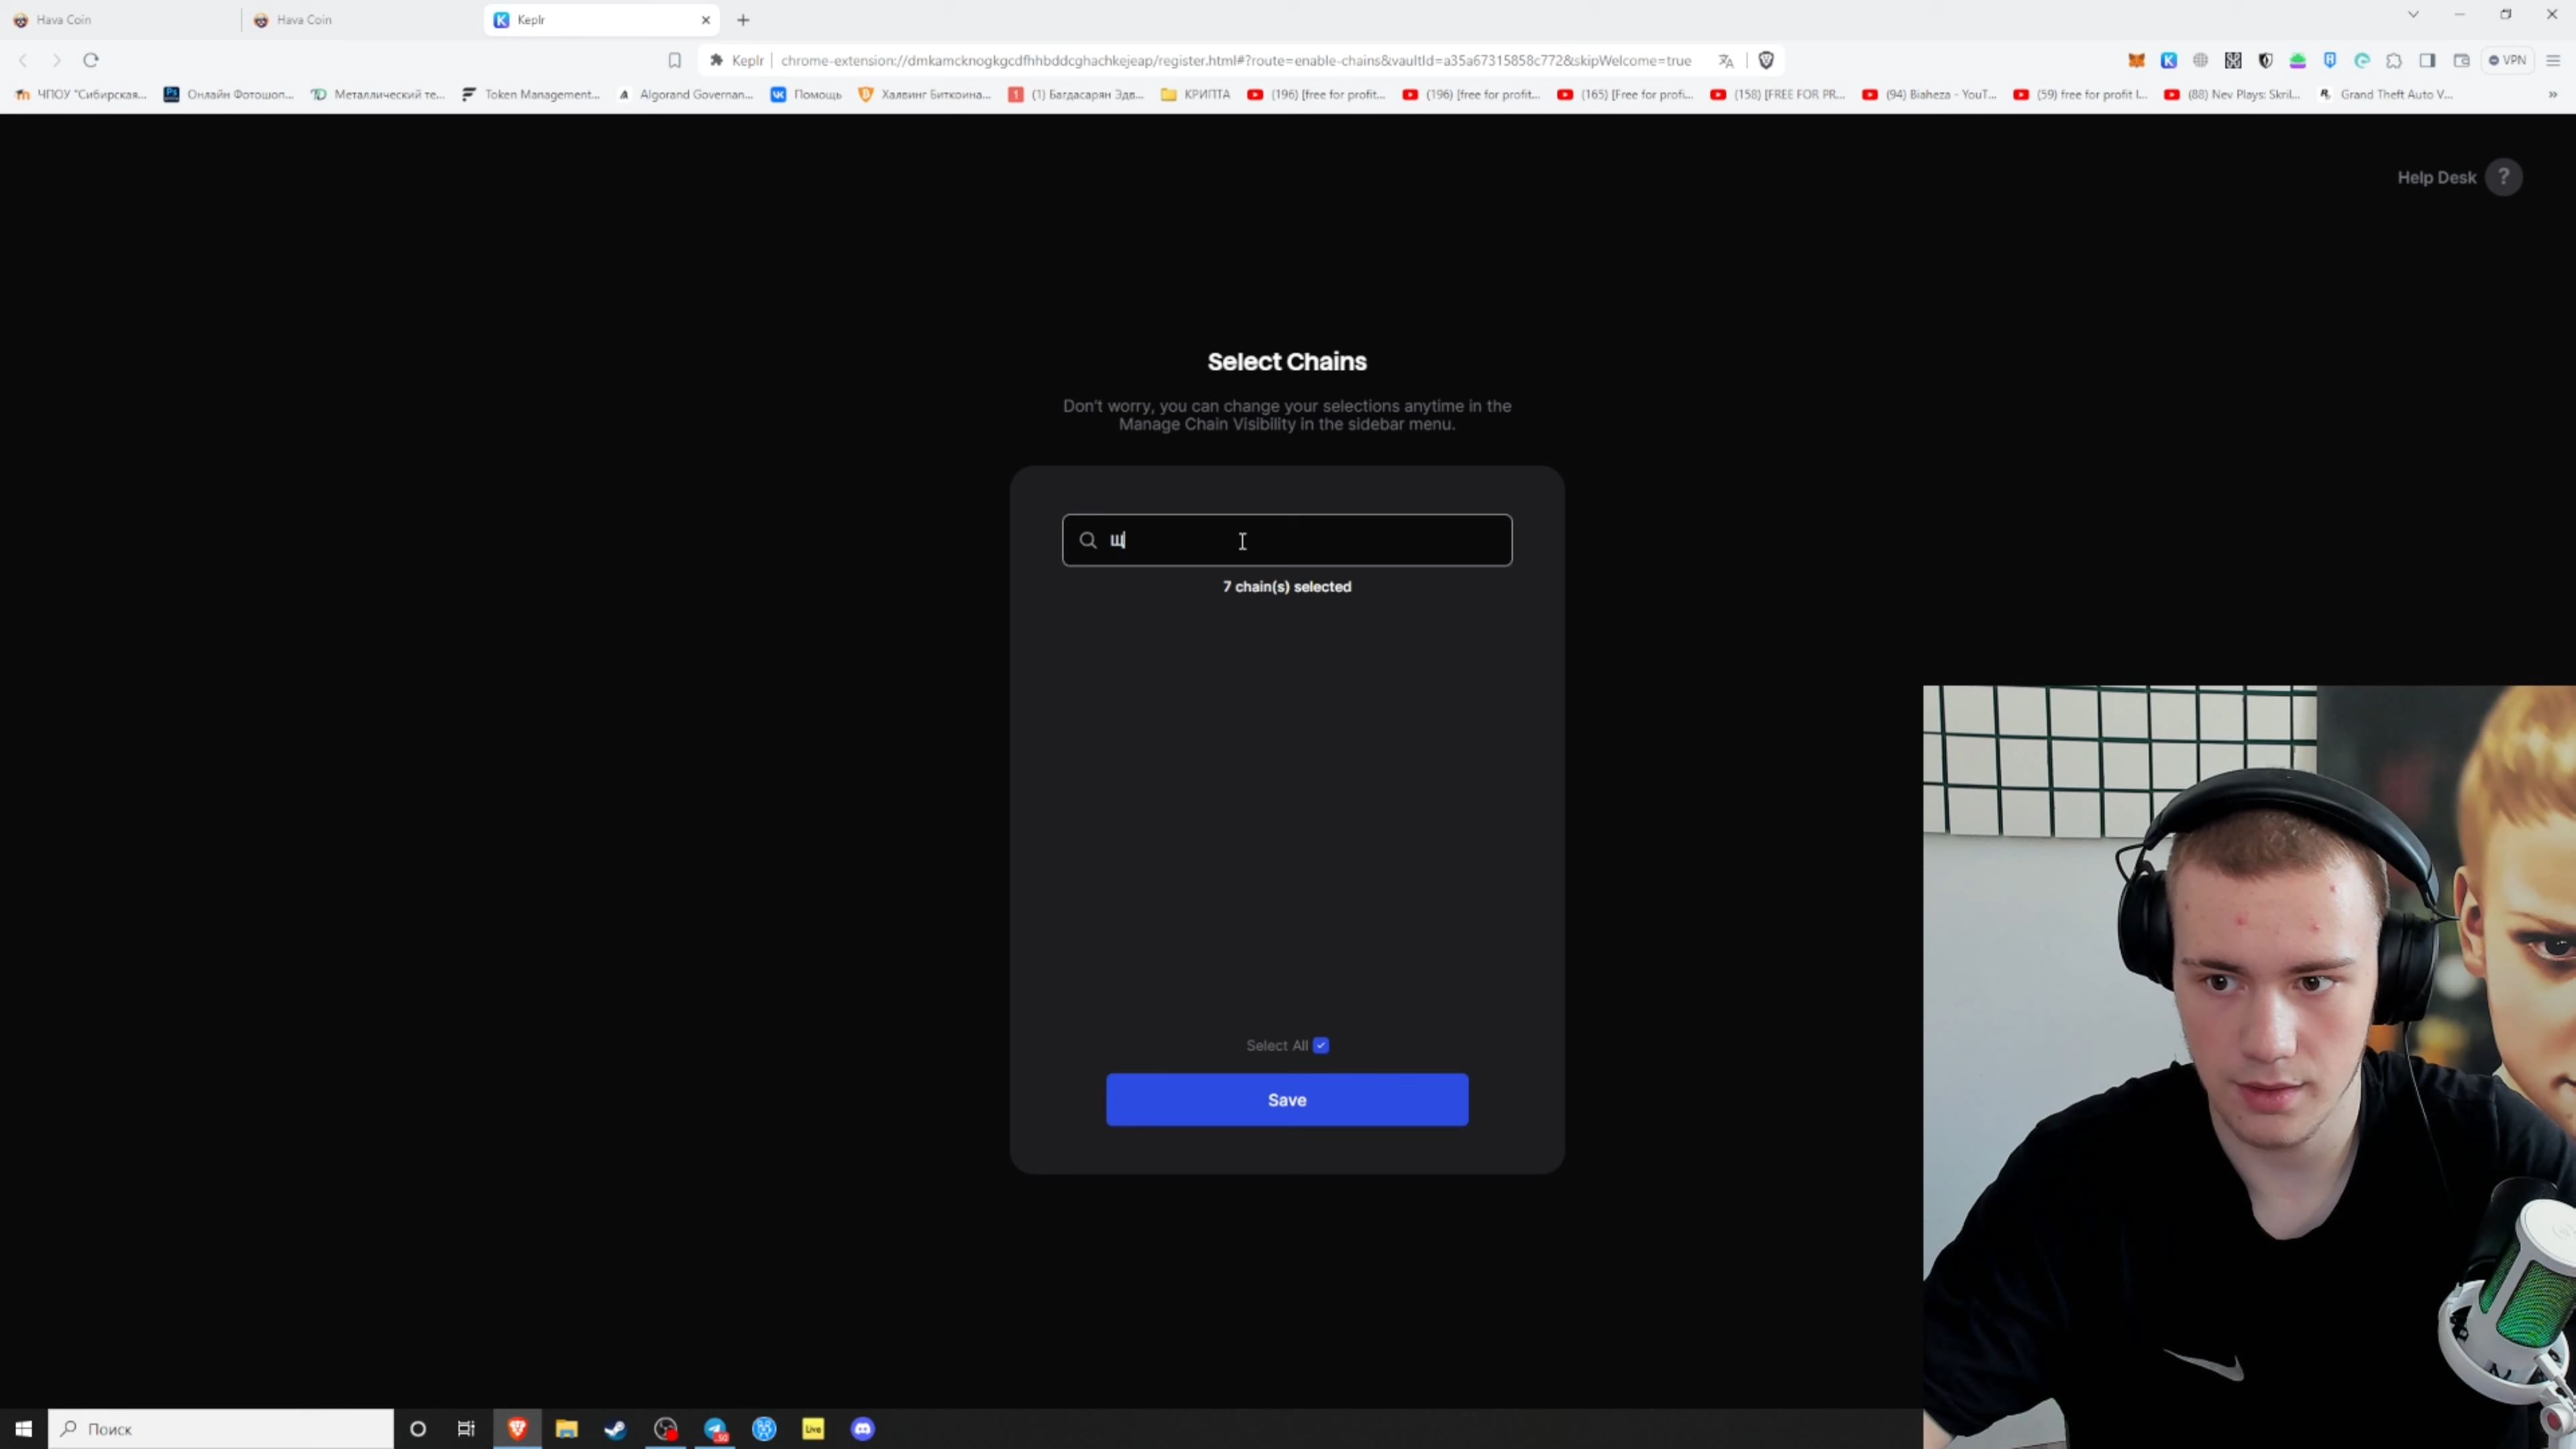 Hava Coin
Hava Coin
Keplr
Keplr
chrome-extension://dmkamcknogkgcdfhhbddcghachkejeap/register.html#?route=enable-chains&vaultId=a35a67315858c772&skipWelcome=true
VPN
ЧПОУ "Сибирская...
Онлайн Фотошоп...
Металлический те...
Token Management...
Algorand Governan...
Помощь
Халвинг Биткоина...
(1) Багдасарян Эдв...
КРИПТА
(196) [free for profit...
(196) [free for profit...
(165) [Free for profi...
(158) [FREE FOR PR...
(94) Biaheza - YouT...
(59) free for profit l...
(88) Nev Plays: Skril...
Grand Theft Auto V...
Help Desk ?
Select Chains
Don't worry, you can change your selections anytime in the
Manage Chain Visibility in the sidebar menu.
щ
7 chain(s) selected
Select All
Save
Поиск
Live